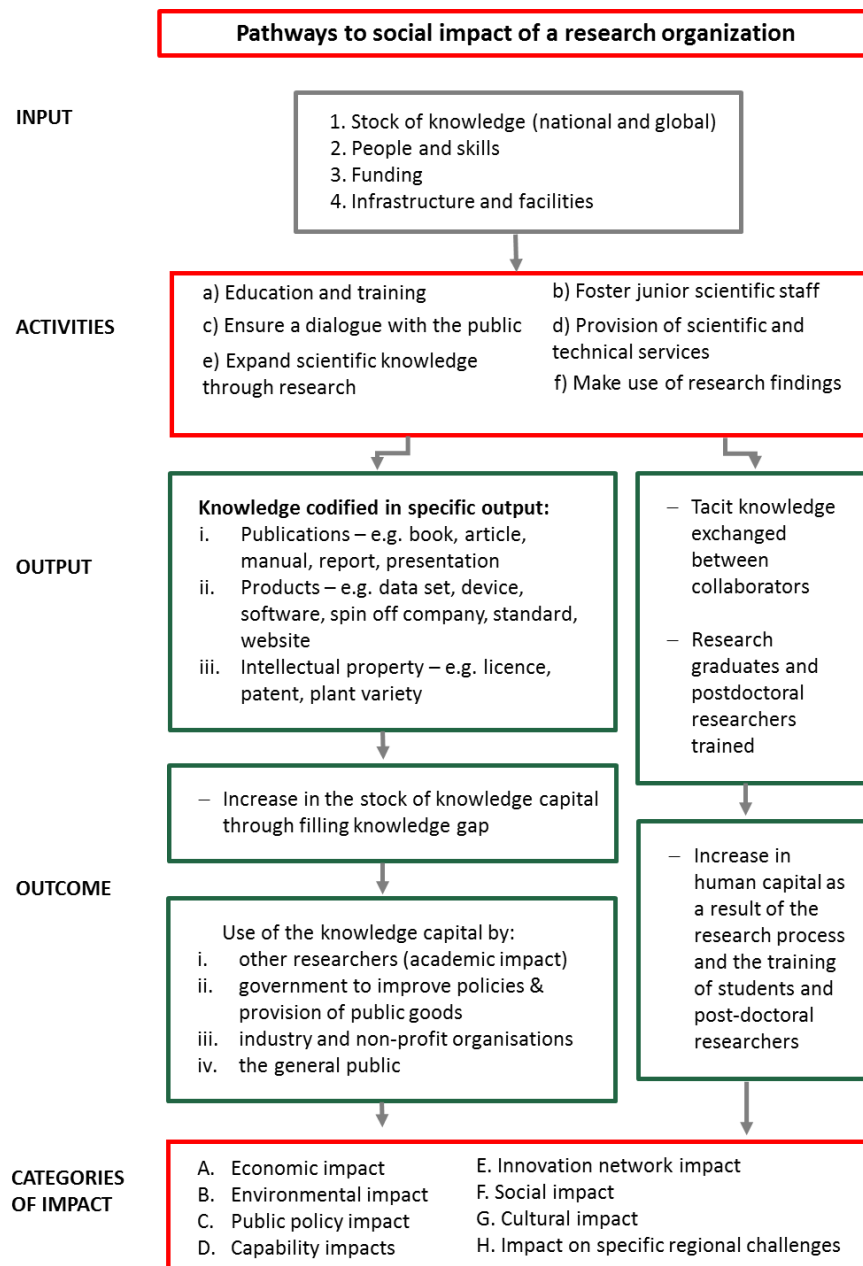 Pathways to social impact of a research organization
INPUT
1. Stock of knowledge (national and global)
2. People and skills
3. Funding
4. Infrastructure and facilities
ACTIVITIES
a) Education and training
b) Foster junior scientific staff
c) Ensure a dialogue with the public
d) Provision of scientific and
technical services
e) Expand scientific knowledge
through research
f) Make use of research findings
OUTPUT
Knowledge codified in specific output:
i. Publications – e.g. book, article,
manual, report, presentation
ii. Products – e.g. data set, device,
software, spin off company, standard,
website
iii. Intellectual property – e.g. licence,
patent, plant variety
– Tacit knowledge
exchanged
between
collaborators
– Research
graduates and
postdoctoral
researchers
trained
OUTCOME
– Increase in the stock of knowledge capital
through filling knowledge gap
Use of the knowledge capital by:
i. other researchers (academic impact)
ii. government to improve policies &
provision of public goods
iii. industry and non-profit organisations
iv. the general public
– Increase in
human capital as
a result of the
research process
and the training
of students and
post-doctoral
researchers
CATEGORIES
OF IMPACT
A. Economic impact
B. Environmental impact
C. Public policy impact
D. Capability impacts
E. Innovation network impact
F. Social impact
G. Cultural impact
H. Impact on specific regional challenges